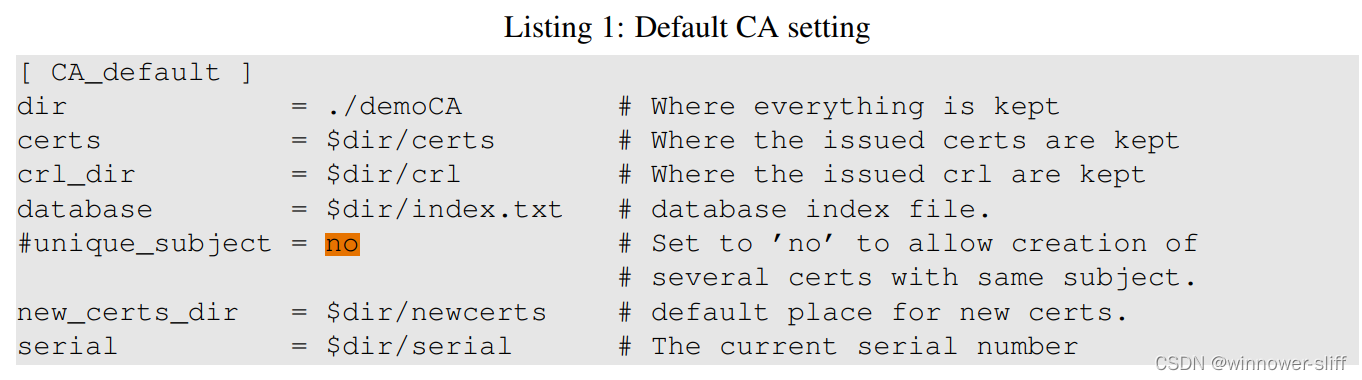 Listing 1: Default CA setting
[ CA_default ]
dir = ./demoCA # Where everything is kept
certs = $dir/certs # Where the issued certs are kept
crl_dir = $dir/crl # Where the issued crl are kept
database = $dir/index.txt # database index file.
#unique_subject = no # Set to ’no’ to allow creation of
# several certs with same subject.
new_certs_dir = $dir/newcerts # default place for new certs.
serial = $dir/serial # The current serial number
CSDN @winnower-sliff